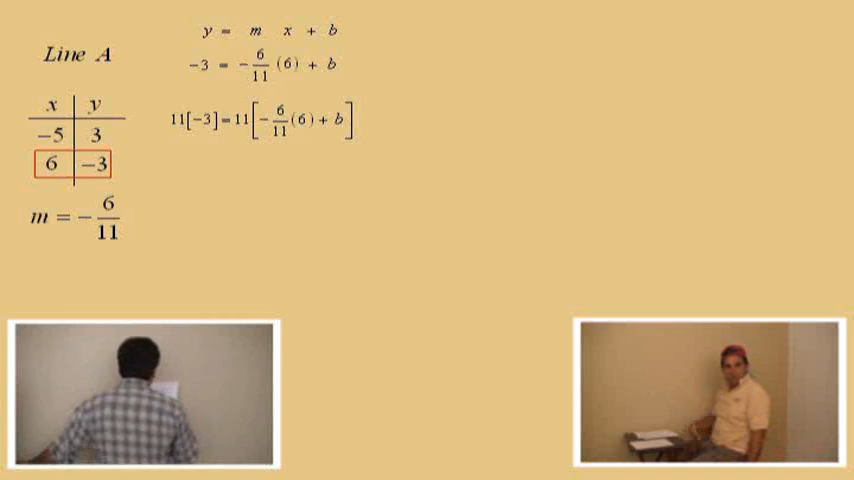 Line A
x y
-5 3
6 -3
m = - 6/11
y = m x + b
-3 = - 6/11 (6) + b
11[-3]=11[- 6/11 (6) + b]